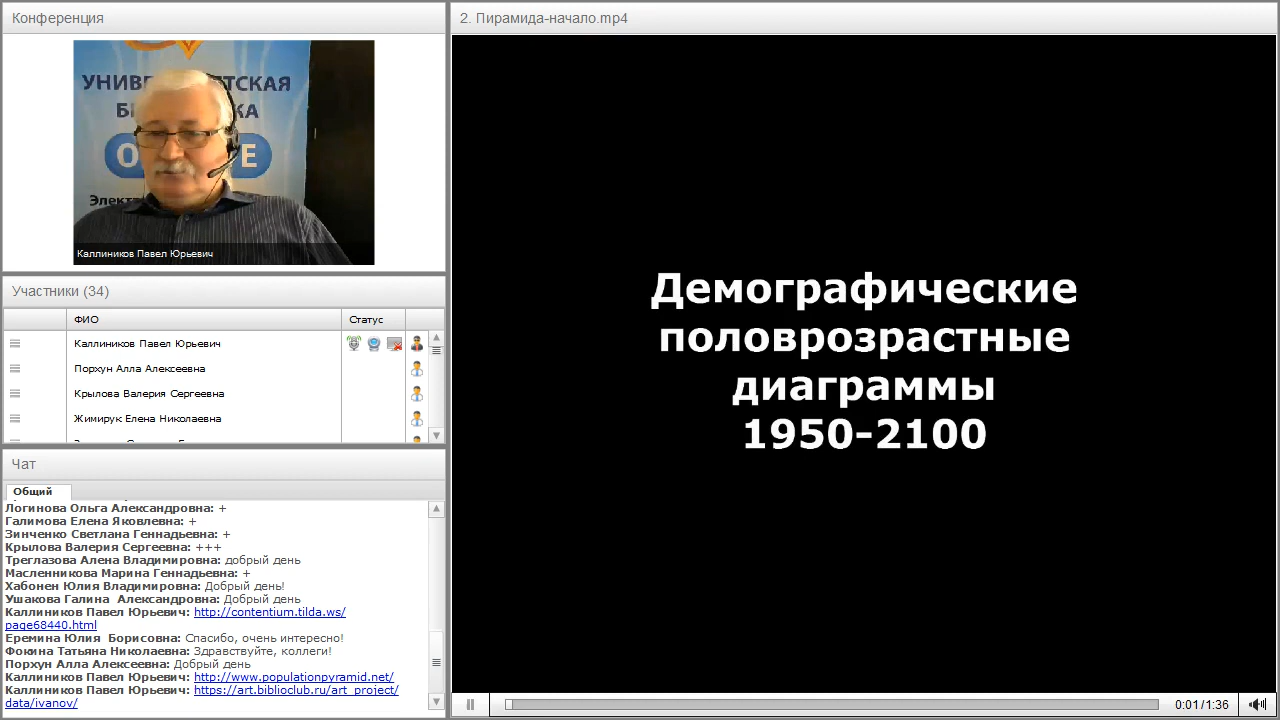 Конференция
УНИВЕ ТСКАЯ
БИ КА
О Е
Элект
Каллиников Павел Юрьевич
Участники (34)
ФИО Статус
Каллиников Павел Юрьевич
Порхун Алла Алексеевна
Крылова Валерия Сергеевна
Жимирук Елена Николаевна
Чат
Общий
Логинова Ольга Александровна: +
Галимова Елена Яковлевна: +
Зинченко Светлана Геннадьевна: +
Крылова Валерия Сергеевна: +++
Треглазова Алена Владимировна: добрый день
Масленникова Марина Геннадьевна: +
Хабонен Юлия Владимировна: Добрый день!
Ушакова Галина Александровна: Добрый день
Каллиников Павел Юрьевич: http://contentium.tilda.ws/
page68440.html
Еремина Юлия Борисовна: Спасибо, очень интересно!
Фокина Татьяна Николаевна: Здравствуйте, коллеги!
Порхун Алла Алексеевна: Добрый день
Каллиников Павел Юрьевич: http://www.populationpyramid.net/
Каллиников Павел Юрьевич: https://art.biblioclub.ru/art_project/
data/ivanov/
2. Пирамида-начало.mp4
Демографические
половрозрастные
диаграммы
1950-2100
0:01/1:36